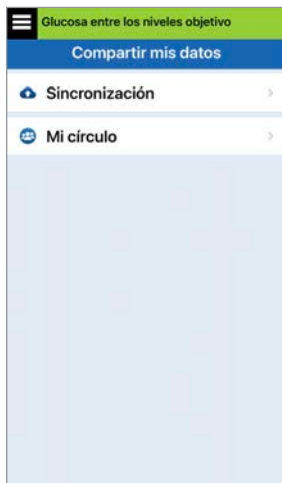 Glucosa entre los niveles objetivo
Compartir mis datos
Sincronización
Mi círculo